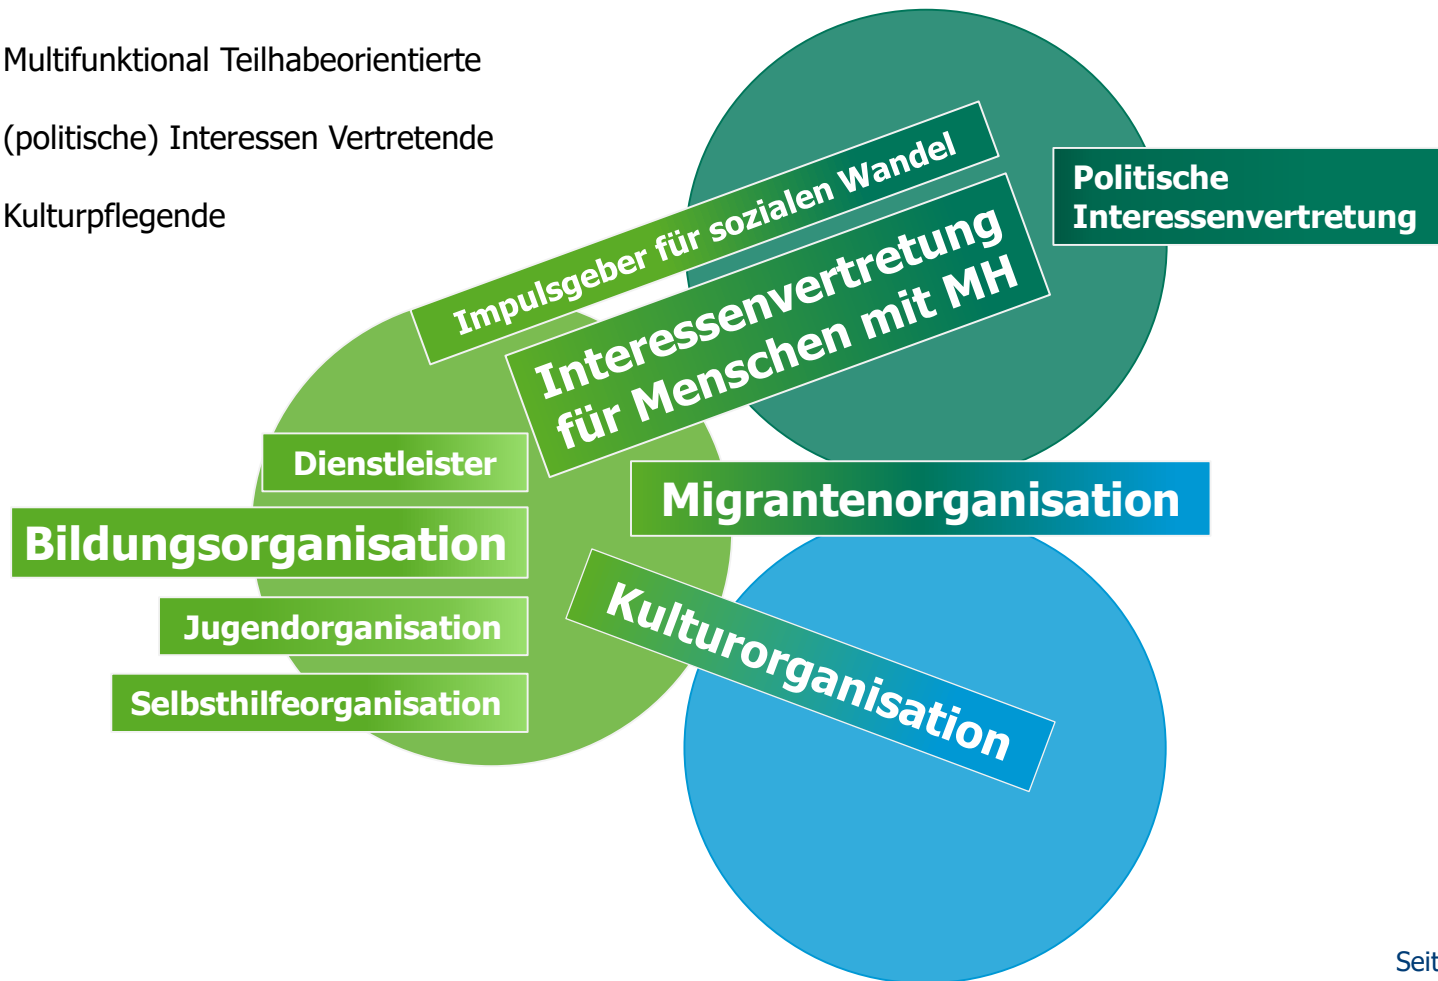 Multifunktional Teilhabeorientierte
(politische) Interessen Vertretende
Kulturpflegende
Impulsgeber für sozialen Wandel
Politische
Interessenvertretung
Interessenvertretung
für Menschen mit MH
Dienstleister
Migrantenorganisation
Bildungsorganisation
Kulturorganisation
Jugendorganisation
Selbsthilfeorganisation
Seit